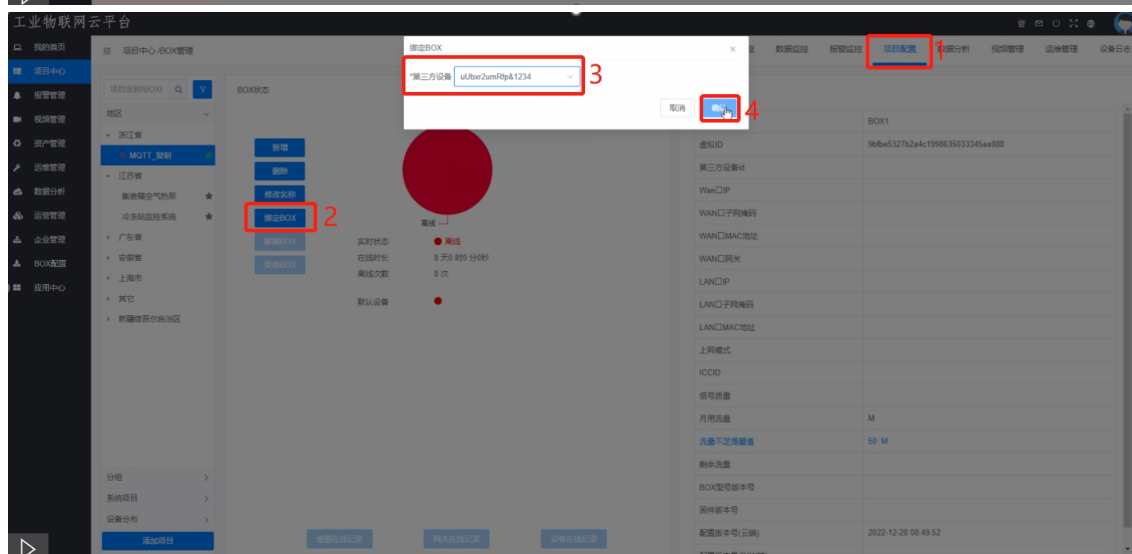 工业物联网云平台
我的首页
项目中心
报警管理
视频管理
资产管理
运维管理
数据分析
运营管理
企业管理
BOX配置
应用中心
项目中心 /BOX管理
数据监控
报警监控
项目配置
数据分析
视频管理
运维管理
设备日志
1
项目名称/BOXI
地区
浙江省
MQTT_复制
江苏省
集装箱空气热泵
冷冻站监控系统
广东省
安徽省
上海市
其它
新疆维吾尔自治区
分组
系统项目
设备分布
添加项目
BOX状态
新增
删除
修改名称
绑定BOX
2
解绑BOX
更换BOX
离线
实时状态
离线
在线时长
0 天0 时0 分0秒
离线次数
0 次
默认设备
绑定BOX
×
*第三方设备
uUbxr2umRfp&1234
3
取消
确认
4
网关在线记录
设备在线记录
BOX1
虚拟ID
9bfbe5327b2a4c1998635033345aa888
第三方设备id
Wan口IP
WAN口子网掩码
WAN口MAC地址
WAN口网关
LAN口IP
LAN口子网掩码
LAN口MAC地址
上网模式
ICCID
信号质量
月用流量
M
流量不足提醒值
50 M
剩余流量
BOX型号版本号
固件版本号
配置版本号(云端)
2022-12-28 08:49:52